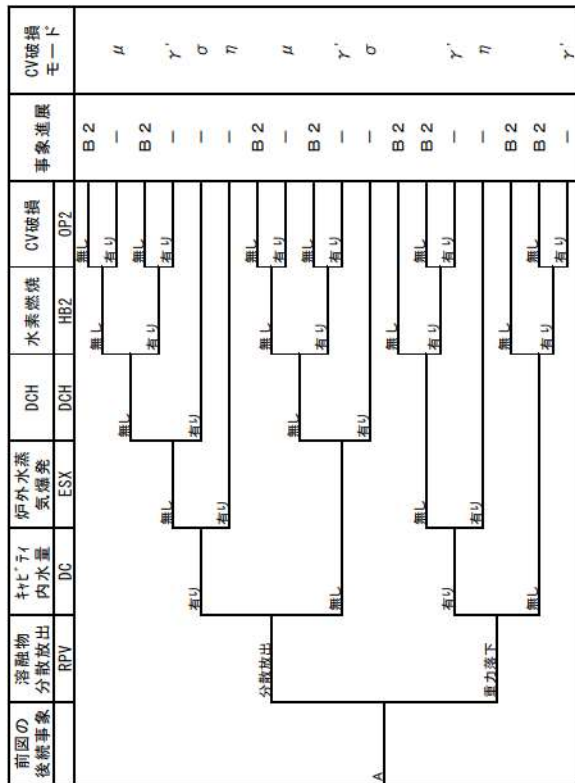 前図の
後続事象
溶融物
分散放出
キャビティ
内水量
炉外水蒸
気爆発
DCH
水素燃焼
CV破損
事象進展
CV破損
モード
RPV
DC
ESX
DCH
HB2
OP2
A
分散放出
重力落下
有り
無し
有り
無し
無し
有り
無し
有り
無し
有り
無し
有り
無し
有り
無し
有り
無し
有り
無し
有り
無し
有り
無し
有り
無し
有り
無し
有り
無し
有り
B2
－ μ
B2
－ γ'
－ σ
－ η
B2
－ μ
B2
－ γ'
－ σ
B2
B2
－ γ'
－ η
B2
B2
－ γ'